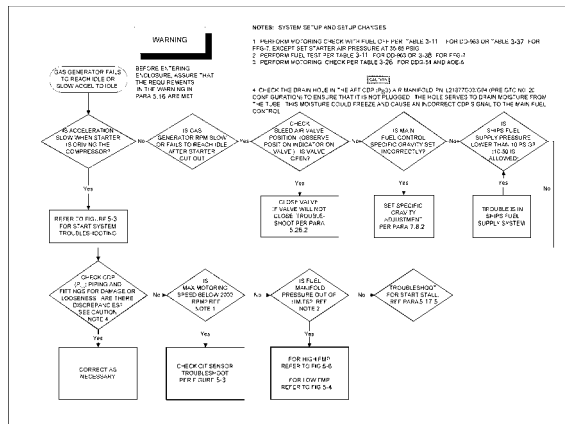 WARNING
BEFORE ENTERING
ENCLOSURE, ASSURE THAT
THE REQUIREMENTS
IN THE WARNING IN
PARA 5.16 ARE MET
NOTES: SYSTEM SETUP AND SETUP CHANGES
1 PERFORM MOTORING CHECK WITH FUEL OFF PER TABLE 3-11 FOR DD-963 OR TABLE 3-37 FOR
FFG-7, EXCEPT SET STARTER AIR PRESSURE AT 35.65 PSIG
2 PERFORM FUEL TEST PER TABLE 3-11 FOR DD-963 OR 3-38 FOR FFG-7
3 PERFORM MOTORING CHECK PER TABLE 3-26 FOR DDG-51 AND AOE-6
CAUTION
4 CHECK THE DRAIN HOLE IN THE AFT CDP (Ps3) AIR MANIFOLD PN (PRE GTC NO. 20
CONFIGURATION) TO ENSURE THAT IT IS NOT PLUGGED THE HOLE SERVES TO DRAIN MOISTURE FROM
THE TUBE THIS MOISTURE COULD FREEZE AND CAUSE AN INCORRECT CDP SIGNAL TO THE MAIN FUEL
CONTROL
GAS GENERATOR FAILS
TO REACH IDLE OR
SLOW ACCEL TO IDLE
IS ACCELERATION
SLOW WHEN STARTER
IS DRIVING THE
COMPRESSOR?
No
IS GAS
GENERATOR RPM SLOW
OR FAILS TO REACH IDLE
AFTER STARTER
CUT OUT
Yes
CHECK
BLEED AIR VALVE
POSITION (OBSERVE
POSITION INDICATOR ON
VALVE) IS VALVE
OPEN?
No
IS MAIN
FUEL CONTROL
SPECIFIC GRAVITY SET
INCORRECTLY?
No
IS
SHIPS FUEL
SUPPLY PRESSURE
LOWER THAN 10 PSIG?
(10-50 IS
ALLOWED)
No
Yes
Yes
Yes
Yes
REFER TO FIGURE 5-3
FOR START SYSTEM
TROUBLESHOOTING
CLOSE VALVE
IF VALVE WILL NOT
CLOSE TROUBLE-
SHOOT PER PARA
5.26.2
SET SPECIFIC
GRAVITY
ADJUSTMENT
PER PARA 7.8.2
TROUBLE IS IN
SHIPS FUEL
SUPPLY SYSTEM
CHECK CDP
PIPING AND
FITTINGS FOR DAMAGE OR
LOOSENESS ARE THERE
DISCREPANCIES?
SEE CAUTION
NOTE 4
No
IS
MAX MOTORING
SPEED BELOW 2000
RPM? REF
NOTE 1
No
IS FUEL
MANIFOLD
PRESSURE OUT OF
LIMITS? REF
NOTE 2
No
TROUBLESHOOT
FOR START STALL.
REF PARA 5.17.5
Yes
Yes
Yes
CORRECT AS
NECESSARY
CHECK CIT SENSOR
TROUBLESHOOT
PER FIGURE 5-3
FOR HIGH FMP
REFER TO FIG 5-6
FOR LOW FMP
REFER TO FIG 5-4